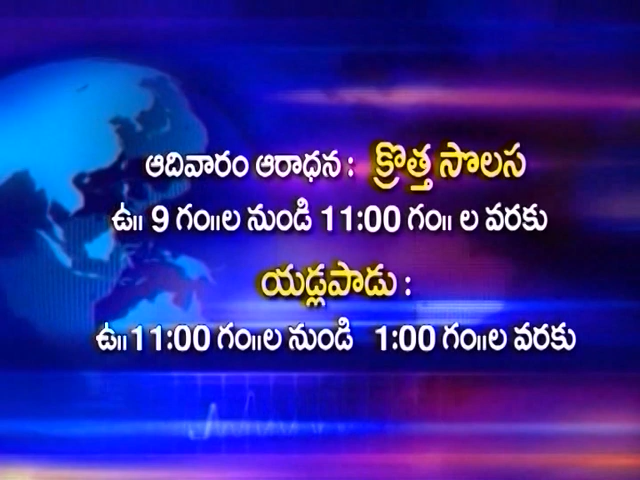 ఆదివారం ఆరాధన : క్రొత్త సొలస
ఉ॥ 9 గం॥ల నుండి 11:00 గం॥ ల వరకు
యడ్లపాడు :
ఉ॥11:00 గం॥ల నుండి 1:00 గం॥ల వరకు